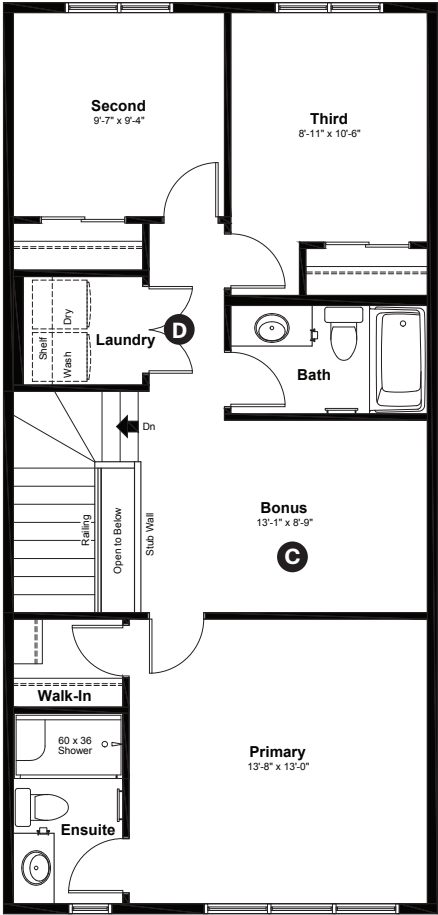 Second
9'-7" x 9'-4"
Third
8'-11" x 10'-6"
Dry
Shelf
Wash
Laundry
D
Bath
Dn
Railing
Open to Below
Stub Wall
Bonus
13'-1" x 8'-9"
C
Walk-In
60 x 36
Shower
Primary
13'-8" x 13'-0"
Ensuite